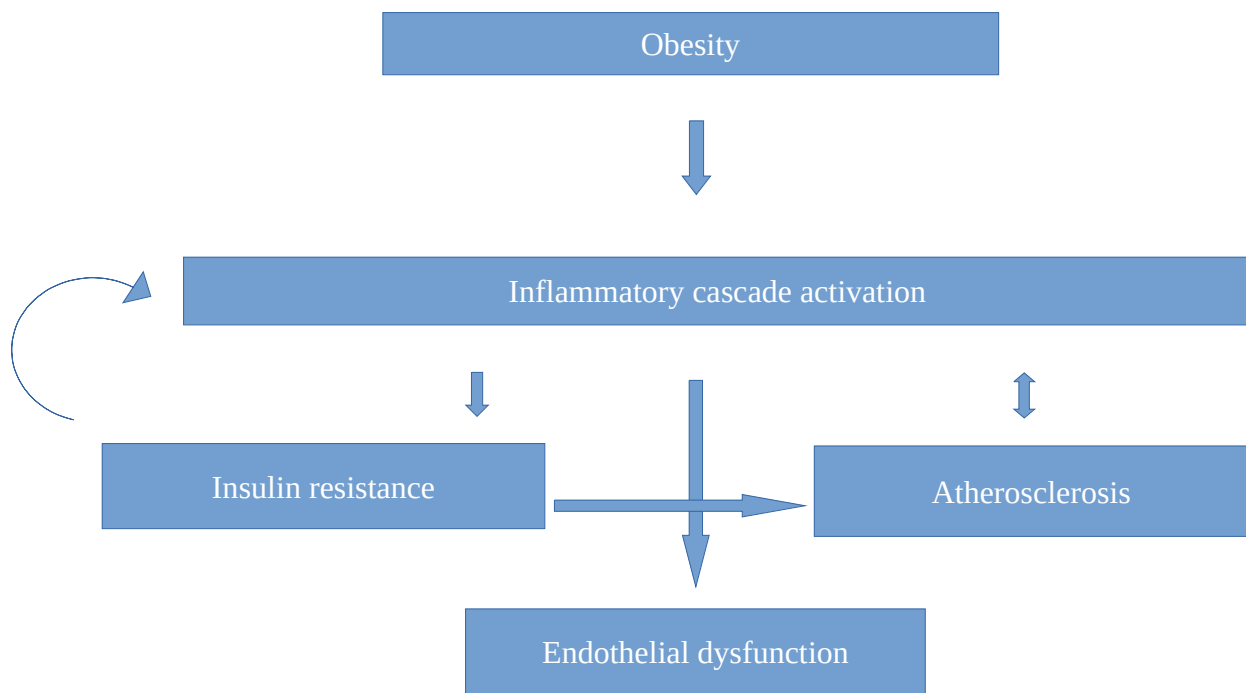 Obesity
Inflammatory cascade activation
Insulin resistance
Atherosclerosis
Endothelial dysfunction